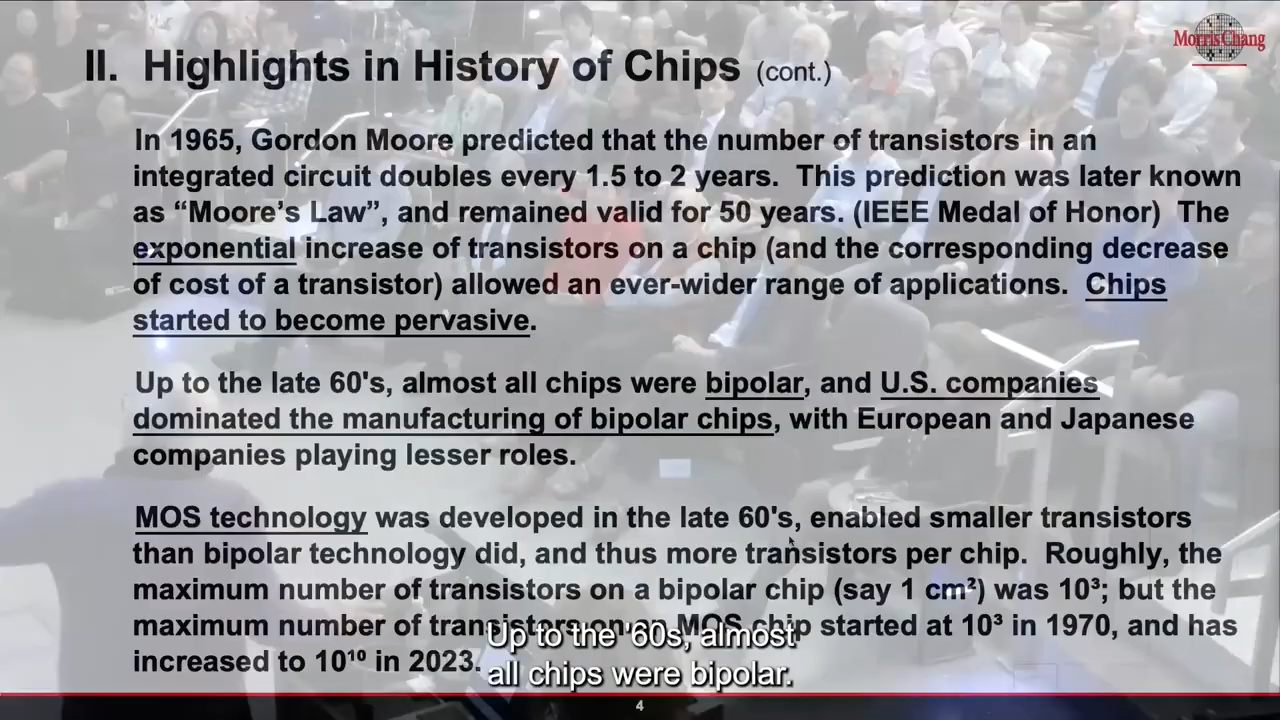 MorrisChang
II. Highlights in History of Chips (cont.)
In 1965, Gordon Moore predicted that the number of transistors in an
integrated circuit doubles every 1.5 to 2 years. This prediction was later known
as “Moore’s Law”, and remained valid for 50 years. (IEEE Medal of Honor) The
exponential increase of transistors on a chip (and the corresponding decrease
of cost of a transistor) allowed an ever-wider range of applications. Chips
started to become pervasive.
Up to the late 60's, almost all chips were bipolar, and U.S. companies
dominated the manufacturing of bipolar chips, with European and Japanese
companies playing lesser roles.
MOS technology was developed in the late 60's, enabled smaller transistors
than bipolar technology did, and thus more transistors per chip. Roughly, the
maximum number of transistors on a bipolar chip (say 1 cm²) was 10³; but the
maximum number of transistors on an MOS chip started at 10³ in 1970, and has
increased to 10¹⁰ in 2023.
Up to the '60s, almost
all chips were bipolar.
4